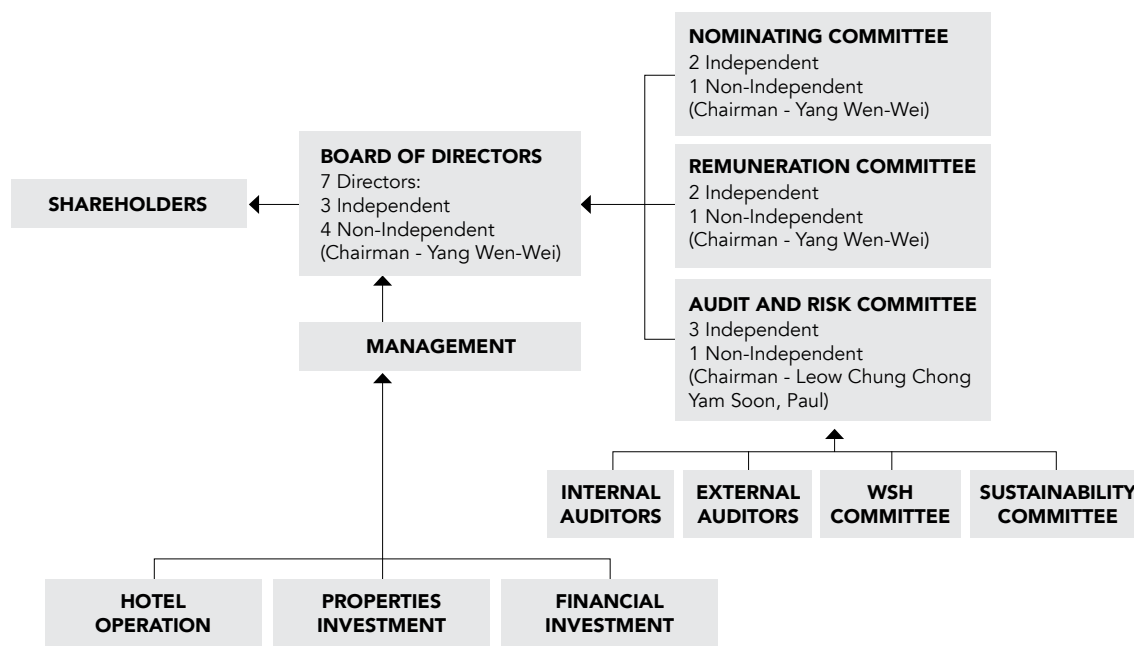 NOMINATING COMMITTEE
2 Independent
1 Non-Independent
(Chairman - Yang Wen-Wei)
BOARD OF DIRECTORS
7 Directors:
3 Independent
4 Non-Independent
(Chairman - Yang Wen-Wei)
REMUNERATION COMMITTEE
2 Independent
1 Non-Independent
(Chairman - Yang Wen-Wei)
SHAREHOLDERS
AUDIT AND RISK COMMITTEE
3 Independent
1 Non-Independent
(Chairman - Leow Chung Chong
Yam Soon, Paul)
MANAGEMENT
INTERNAL
AUDITORS
EXTERNAL
AUDITORS
WSH
COMMITTEE
SUSTAINABILITY
COMMITTEE
HOTEL
OPERATION
PROPERTIES
INVESTMENT
FINANCIAL
INVESTMENT